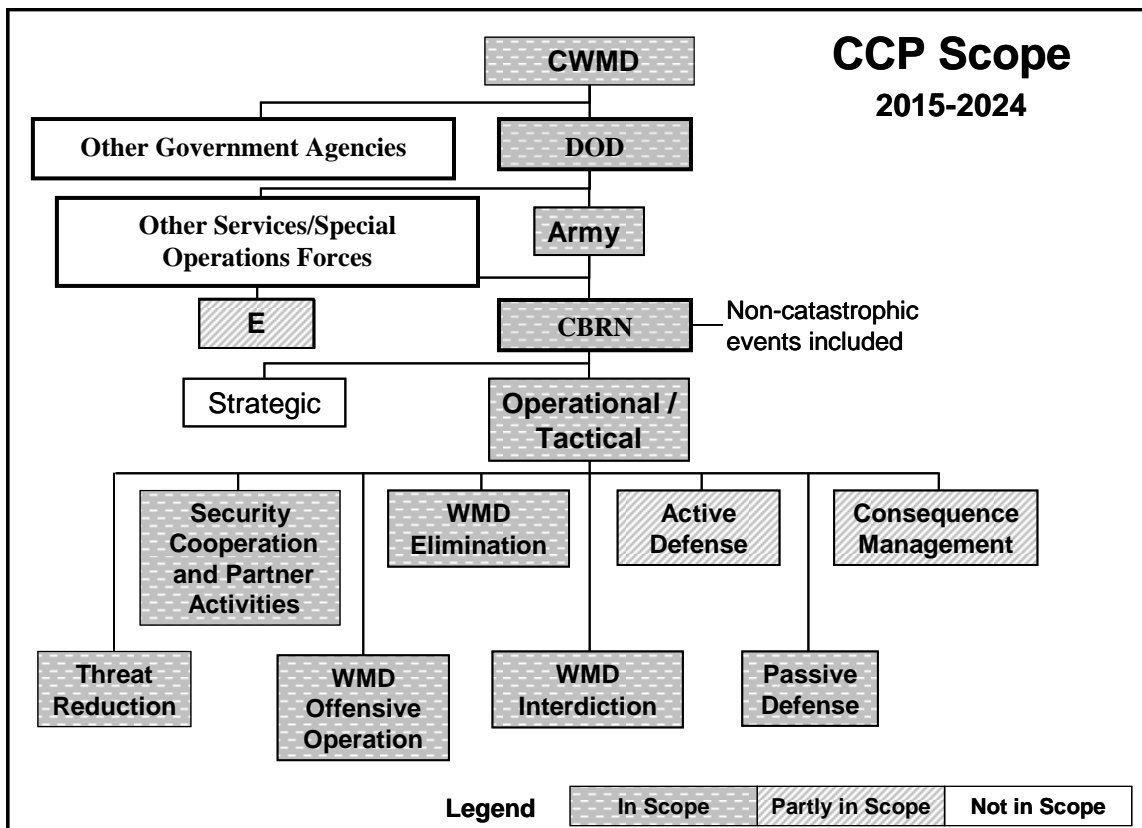 CCP Scope
2015-2024
CWMD
Other Government Agencies
DOD
Other Services/Special
Operations Forces
Army
E
CBRN
Non-catastrophic
events included
Strategic
Operational /
Tactical
Security
Cooperation
and Partner
Activities
WMD
Elimination
Active
Defense
Consequence
Management
Threat
Reduction
WMD
Offensive
Operation
WMD
Interdiction
Passive
Defense
Legend
In Scope
Partly in Scope
Not in Scope